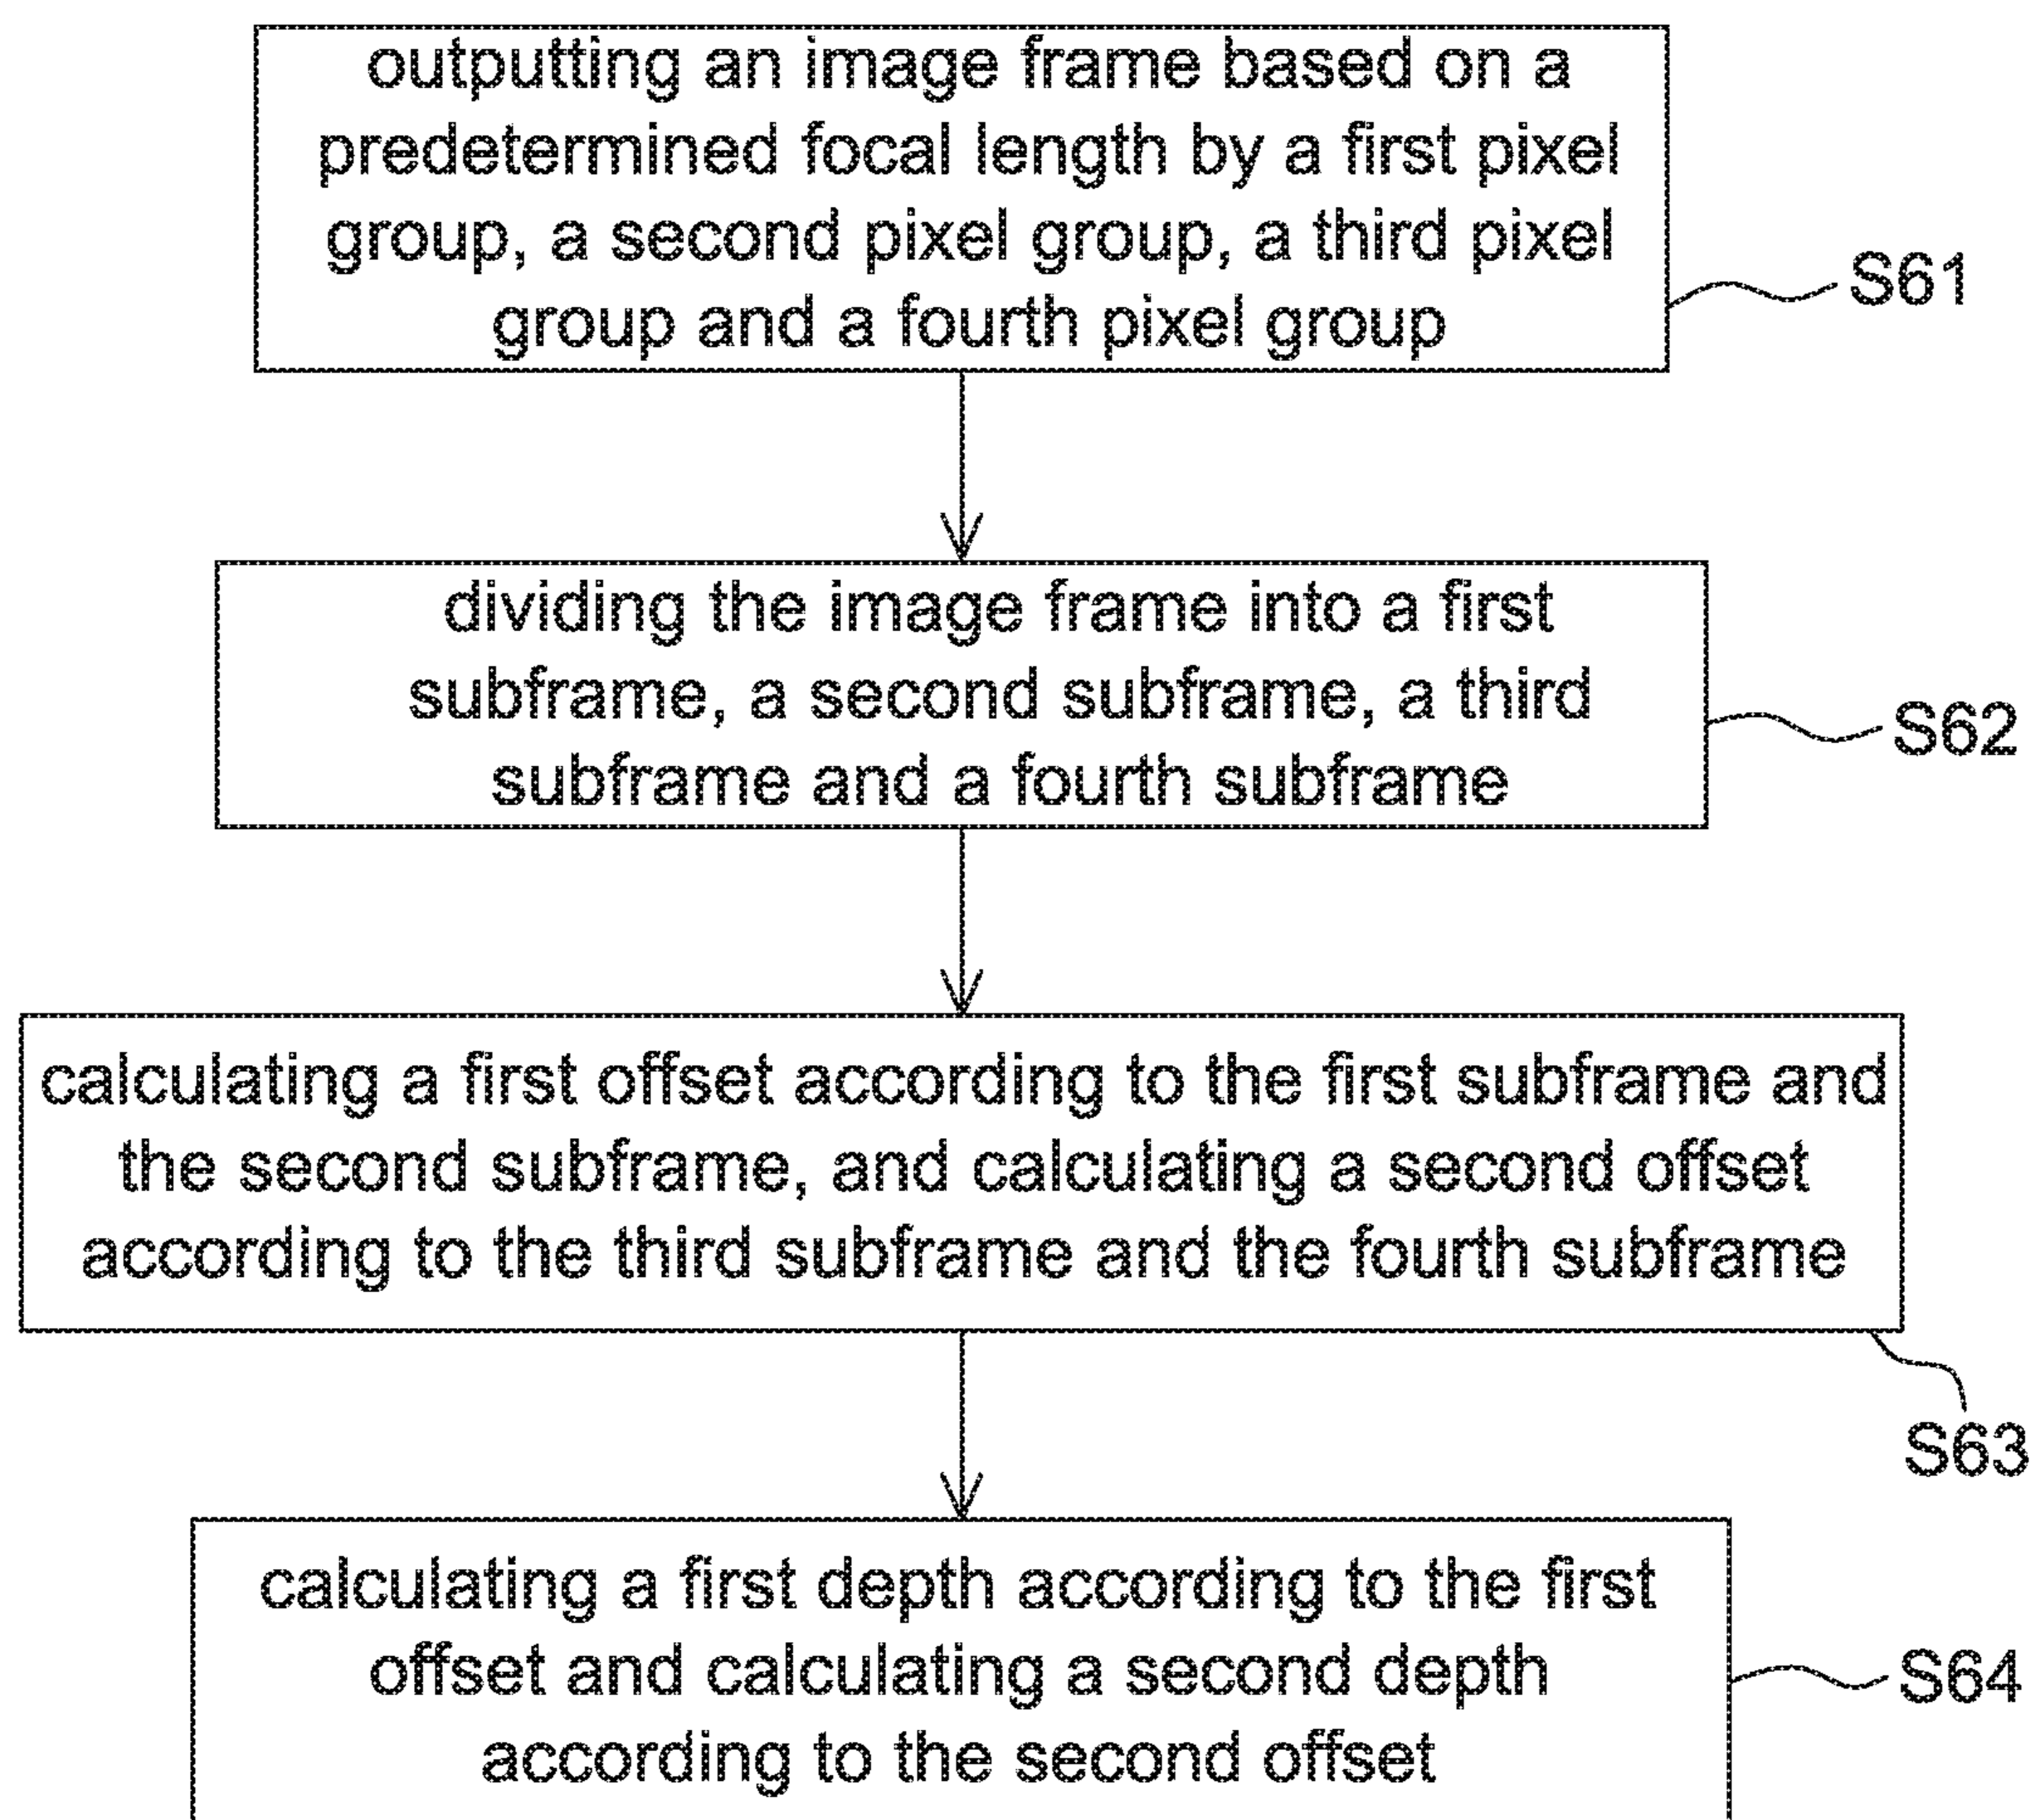 outputting an image frame based on a
predetermined focal length by a first pixel
group, a second pixel group, a third pixel
group and a fourth pixel group
S61
dividing the image frame into a first
subframe, a second subframe, a third
subframe and a fourth subframe
S62
calculating a first offset according to the first subframe and
the second subframe, and calculating a second offset
according to the third subframe and the fourth subframe
S63
calculating a first depth according to the first
offset and calculating a second depth
according to the second offset
S64